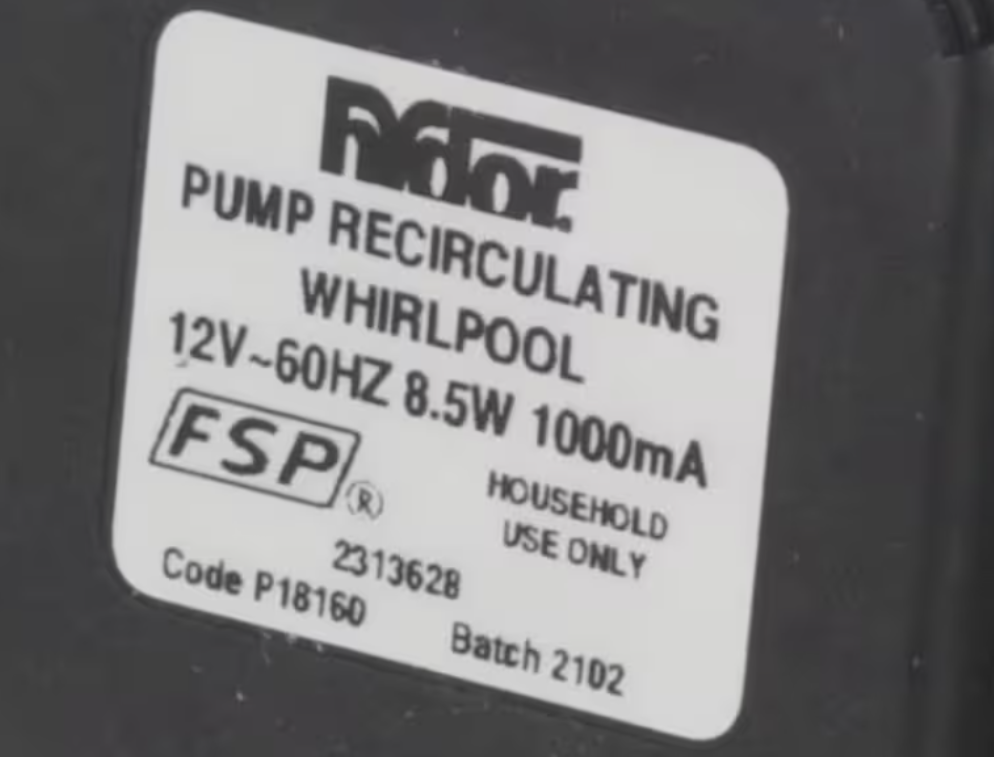 hydor.
PUMP RECIRCULATING
WHIRLPOOL
12V~60HZ 8.5W 1000mA
FSP®
HOUSEHOLD
USE ONLY
2313628
Code P18160
Batch 2102